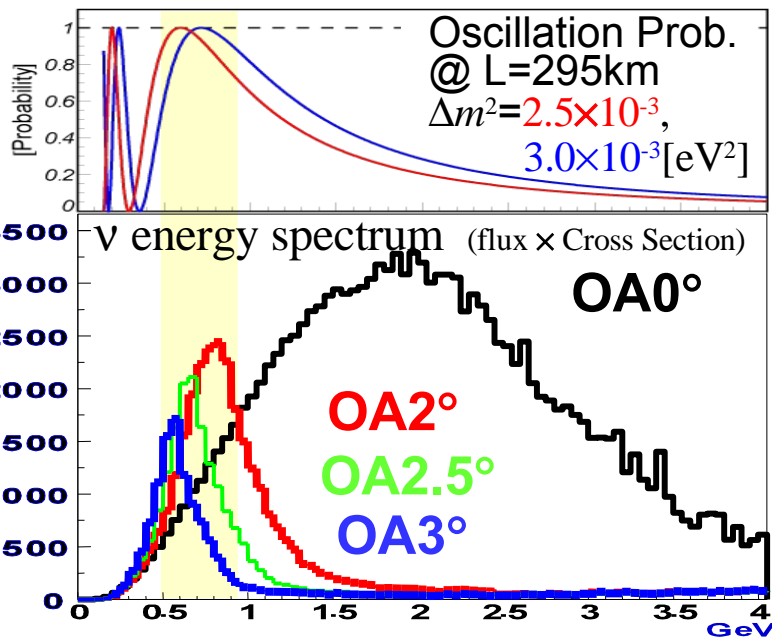 1
0.8
0.6
0.4
0.2
0
[Probability]
Oscillation Prob.
@ L=295km
Δm²=2.5×10⁻³,
3.0×10⁻³[eV²]
ν energy spectrum (flux × Cross Section)
500
000
500
000
500
000
500
0
OA0°
OA2°
OA2.5°
OA3°
0 0.5 1 1.5 2 2.5 3 3.5 4
GeV